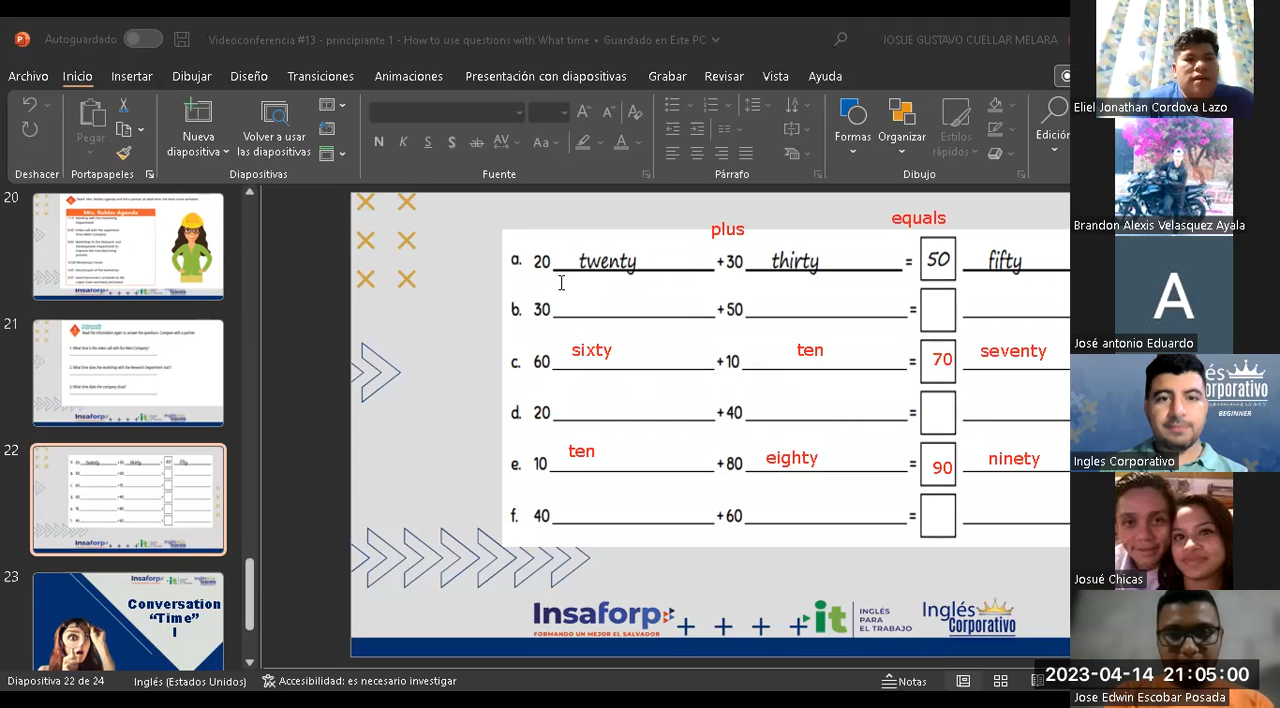 Autoguardado
Videoconferencia #13 - principiante 1 - How to use questions with What time • Guardado en Este PC
JOSUE GUSTAVO CUELLAR MELARA
Archivo Inicio Insertar Dibujar Diseño Transiciones Animaciones Presentación con diapositivas Grabar Revisar Vista Ayuda
Pegar
Nueva diapositiva
Volver a usar las diapositivas
Formas Organizar Estilos rápidos Edición
Deshacer Portapapeles Diapositivas Fuente Párrafo Dibujo
20
Mrs. Robles Agenda
21
22
23
Conversation
"Time"
I
plus equals
a. 20 twenty +30 thirty = 50 fifty
b. 30 +50 =
c. 60 sixty +10 ten = 70 seventy
d. 20 +40 =
e. 10 ten +80 eighty = 90 ninety
f. 40 +60 =
Insaforp
FORMANDO UN MEJOR EL SALVADOR
it
INGLÉS
PARA
EL TRABAJO
Inglés
Corporativo
Eliel Jonathan Cordova Lazo
Brandon Alexis Velasquez Ayala
A
José antonio Eduardo
BEGINNER
Ingles Corporativo
Josué Chicas
2023-04-14 21:05:00
Jose Edwin Escobar Posada
Diapositiva 22 de 24 Inglés (Estados Unidos) Accesibilidad: es necesario investigar Notas